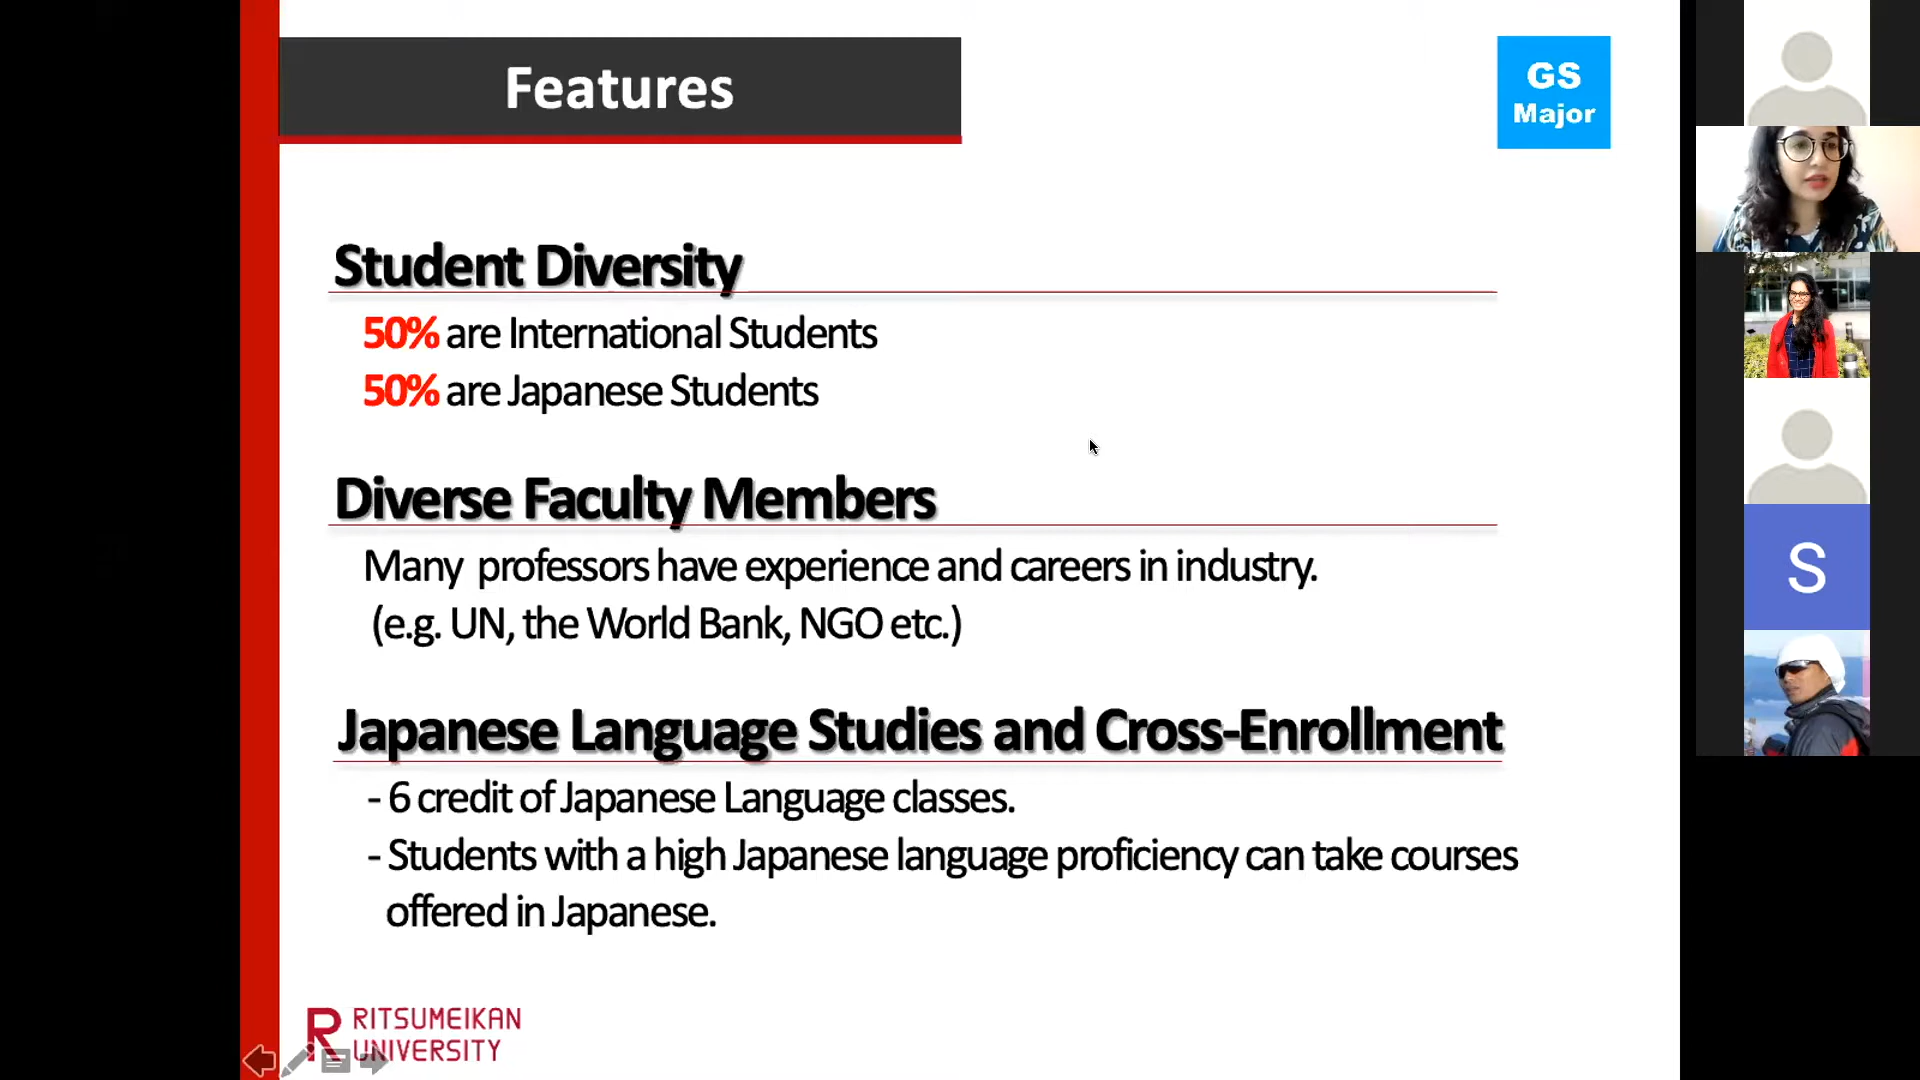 Features
GS
Major
Student Diversity
50% are International Students
50% are Japanese Students
Diverse Faculty Members
Many professors have experience and careers in industry.
(e.g. UN, the World Bank, NGO etc.)
Japanese Language Studies and Cross-Enrollment
- 6 credit of Japanese Language classes.
- Students with a high Japanese language proficiency can take courses
offered in Japanese.
R RITSUMEIKAN
UNIVERSITY
S